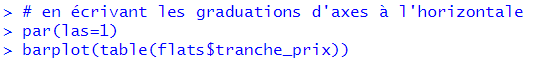 > # en écrivant les graduations d'axes à l'horizontale
> par(las=1)
> barplot(table(flats$tranche_prix))